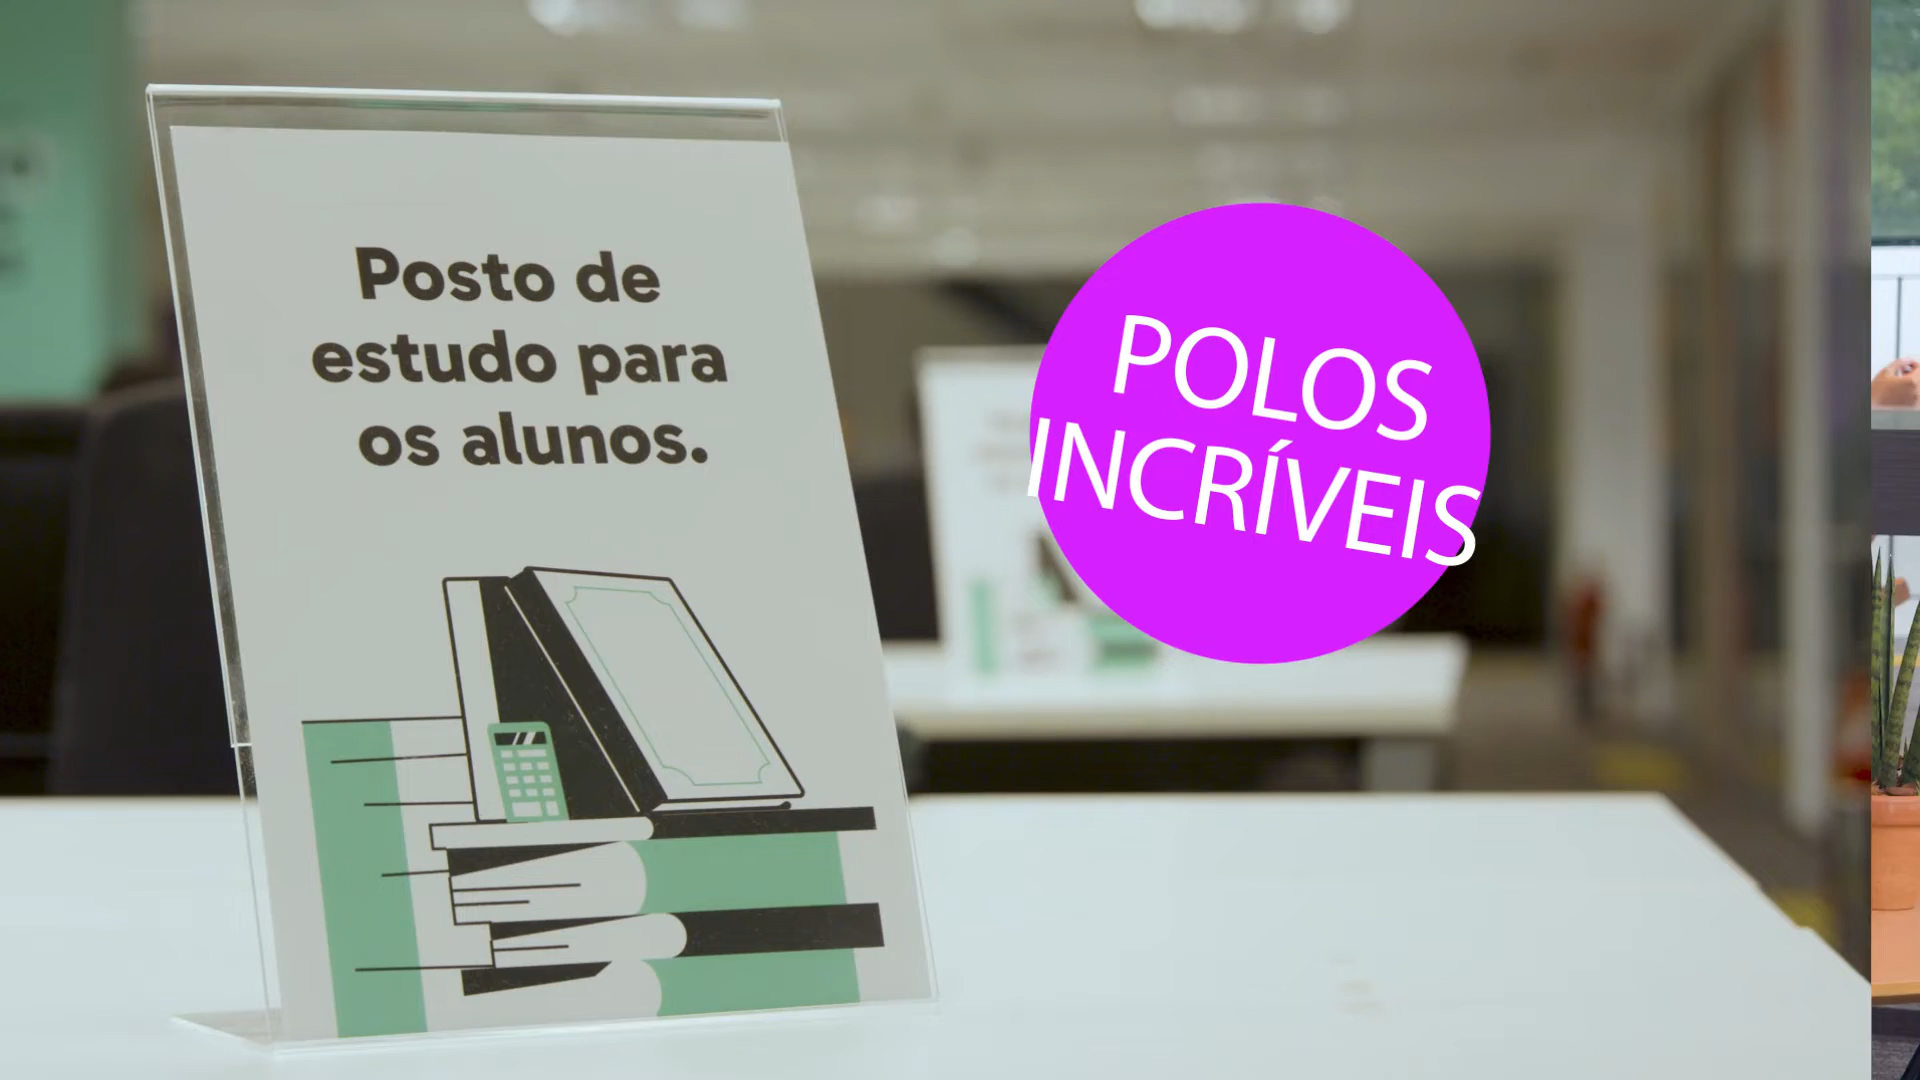 Posto de
estudo para
os alunos.
POLOS
INCRÍVEIS